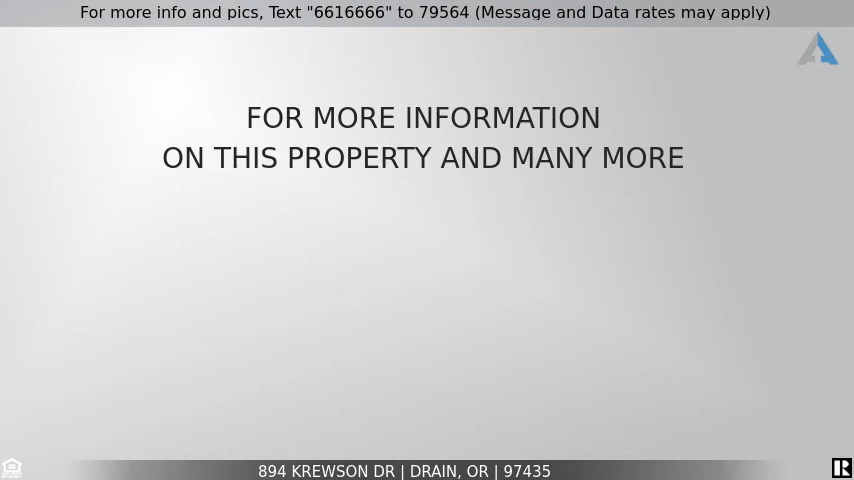 For more info and pics, Text "6616666" to 79564 (Message and Data rates may apply)
FOR MORE INFORMATION
ON THIS PROPERTY AND MANY MORE
894 KREWSON DR | DRAIN, OR | 97435